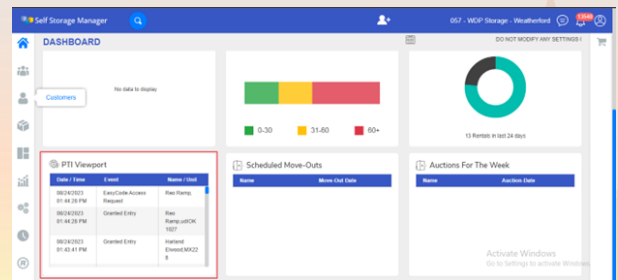 Self Storage Manager
057 - WDP Storage - Weatherford
13540
DASHBOARD
DO NOT MODIFY ANY SETTINGS !
Customers
No data to display
0-30
31-60
60+
13 Rentals in last 24 days
PTI Viewport
Date / Time Event Name / Unit
08/24/2023 EasyCode Access Reo Ramp,
01:44:28 PM Request
08/24/2023 Granted Entry Reo
01:44:28 PM
1027
08/24/2023 Granted Entry Harland
01:43:41 PM Elwood,MX22
8
Scheduled Move-Outs
Name Move-Out Date
Auctions For The Week
Name Auction-Date
Activate Windows
Go to Settings to activate Windows.
R